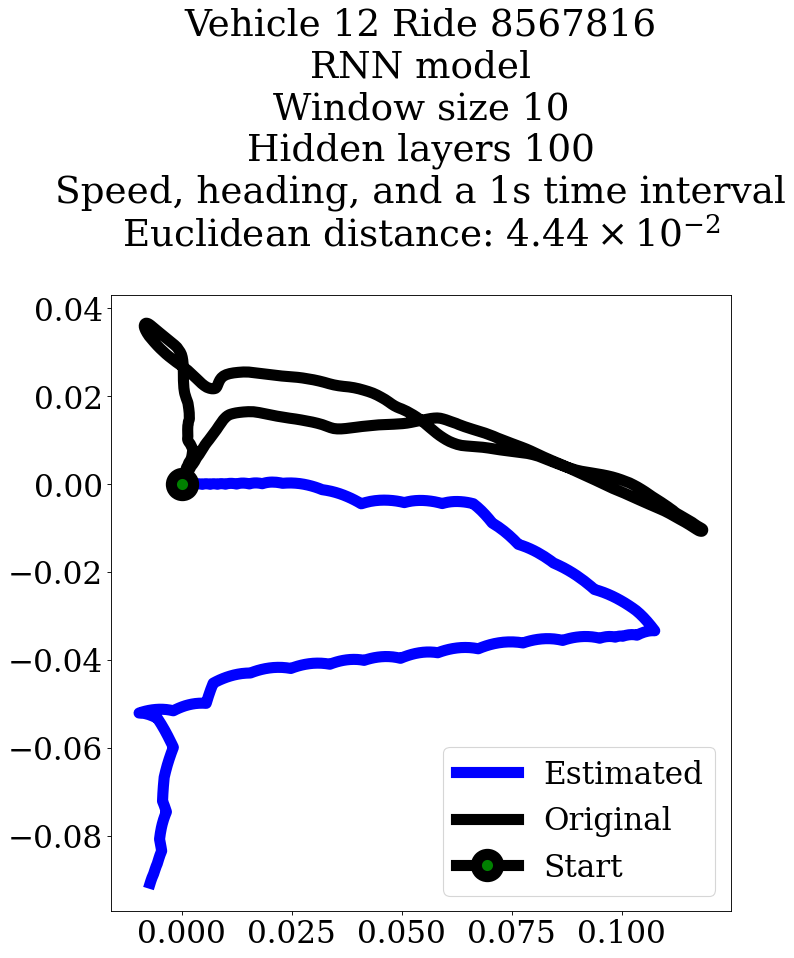 Vehicle 12 Ride 8567816
RNN model
Window size 10
Hidden layers 100
Speed, heading, and a 1s time interval
Euclidean distance: 4.44 × 10⁻²
0.04
0.02
0.00
−0.02
−0.04
−0.06
−0.08
Estimated
Original
Start
0.000 0.025 0.050 0.075 0.100